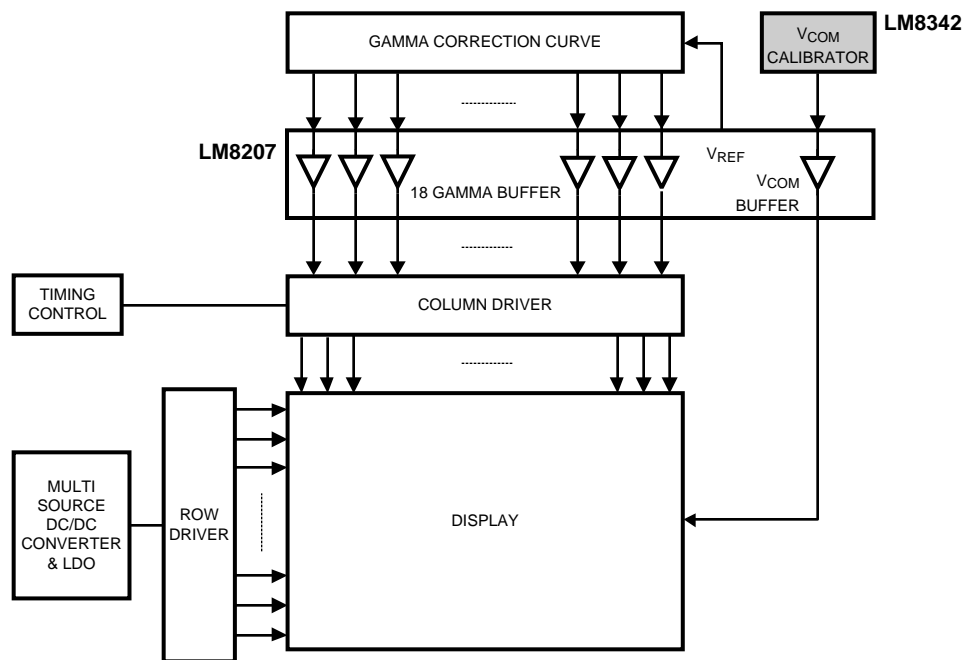 GAMMA CORRECTION CURVE
VCOM
CALIBRATOR
LM8342
LM8207
VREF
18 GAMMA BUFFER
VCOM
BUFFER
TIMING
CONTROL
COLUMN DRIVER
MULTI
SOURCE
DC/DC
CONVERTER
& LDO
ROW
DRIVER
DISPLAY